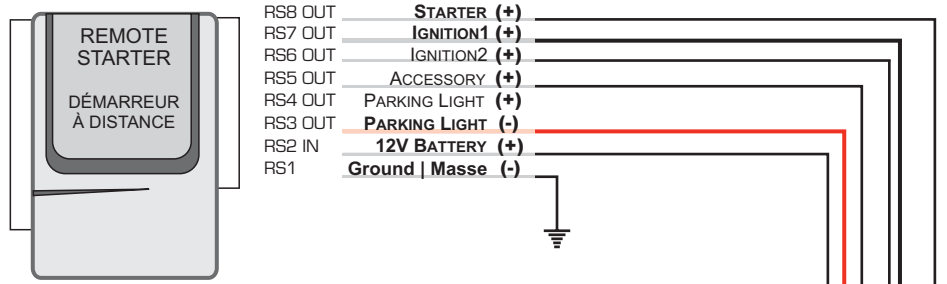 REMOTE
STARTER
DÉMARREUR
À DISTANCE
RS8 OUT STARTER (+)
RS7 OUT IGNITION1 (+)
RS6 OUT IGNITION2 (+)
RS5 OUT ACCESSORY (+)
RS4 OUT PARKING LIGHT (+)
RS3 OUT PARKING LIGHT (-)
RS2 IN 12V BATTERY (+)
RS1 Ground | Masse (-)